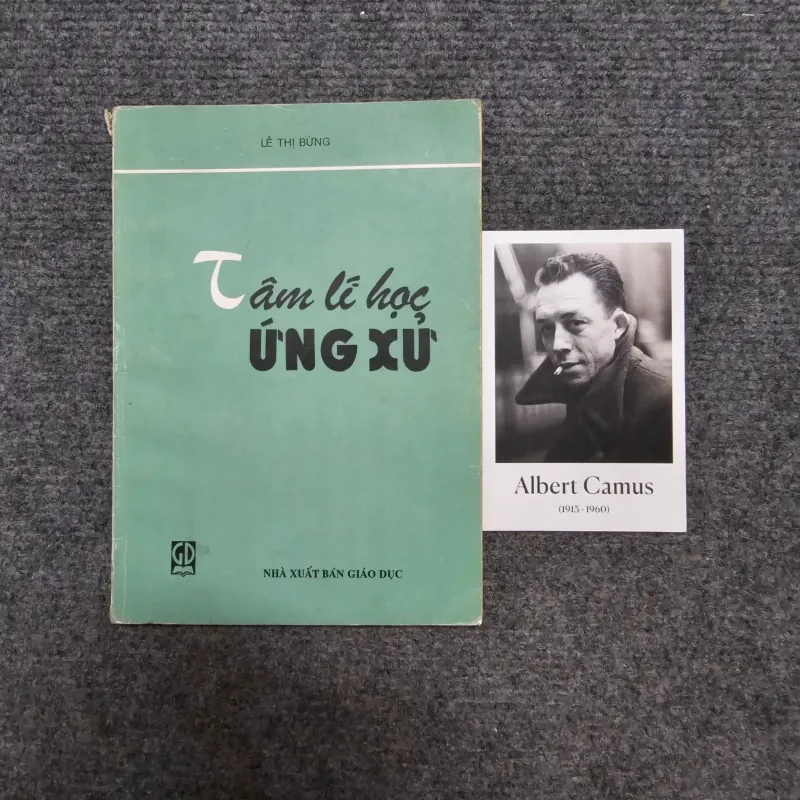 LÊ THỊ BỪNG
Tâm lí học
ỨNG XỬ
GD
NHÀ XUẤT BẢN GIÁO DỤC
Albert Camus
(1913 - 1960)